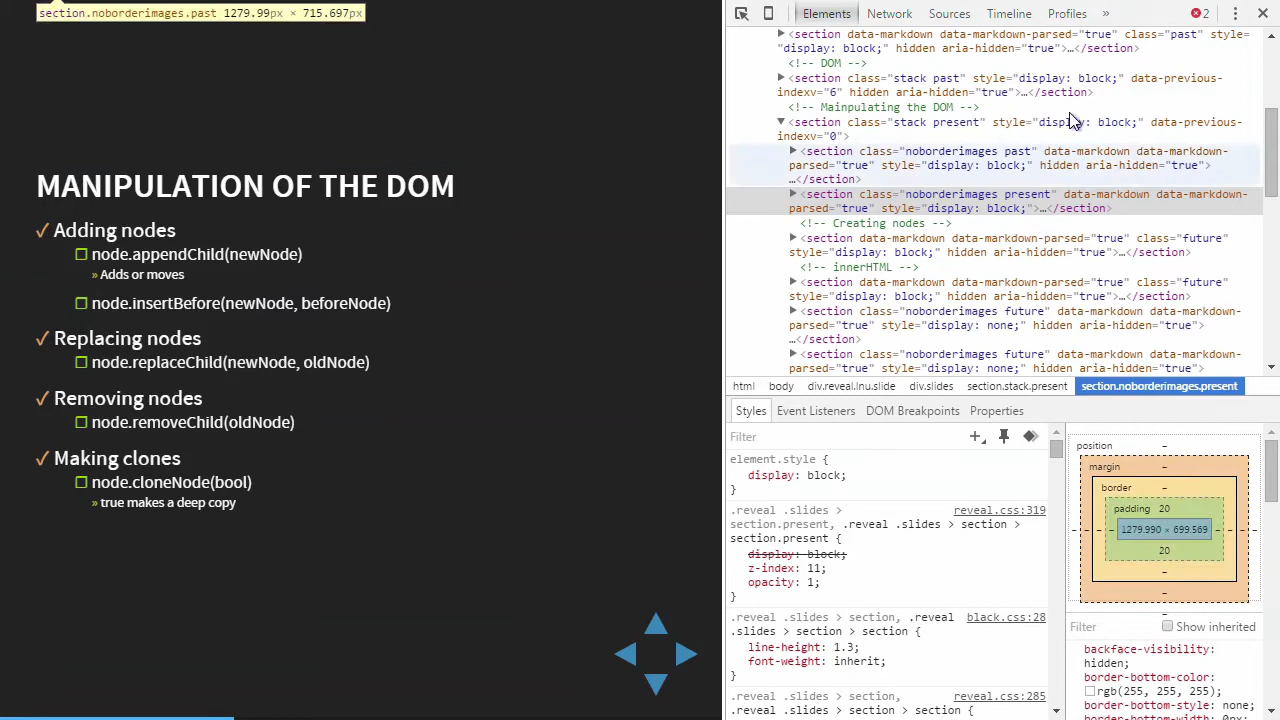 section.noborderimages.past 1279.99px × 715.697px
MANIPULATION OF THE DOM
✓ Adding nodes
node.appendChild(newNode)
» Adds or moves
node.insertBefore(newNode, beforeNode)
✓ Replacing nodes
node.replaceChild(newNode, oldNode)
✓ Removing nodes
node.removeChild(oldNode)
✓ Making clones
node.cloneNode(bool)
» true makes a deep copy
Elements Network Sources Timeline Profiles » 2
<section data-markdown data-markdown-parsed="true" class="past" style=
"display: block;" hidden aria-hidden="true">…</section>
<!-- DOM -->
<section class="stack past" style="display: block;" data-previous-
indexv="6" hidden aria-hidden="true">…</section>
<!-- Mainpulating the DOM -->
<section class="stack present" style="display: block;" data-previous-
indexv="0">
<section class="noborderimages past" data-markdown data-markdown-
parsed="true" style="display: block;" hidden aria-hidden="true">
…</section>
<section class="noborderimages present" data-markdown data-markdown-
parsed="true" style="display: block;">…</section>
<!-- Creating nodes -->
<section data-markdown data-markdown-parsed="true" class="future"
style="display: block;" hidden aria-hidden="true">…</section>
<!-- innerHTML -->
<section data-markdown data-markdown-parsed="true" class="future"
style="display: block;" hidden aria-hidden="true">…</section>
<section class="noborderimages future" data-markdown data-markdown-
parsed="true" style="display: none;" hidden aria-hidden="true">
…</section>
<section class="noborderimages future" data-markdown data-markdown-
parsed="true" style="display: none;" hidden aria-hidden="true">
html body div.reveal.lnu.slide div.slides section.stack.present section.noborderimages.present
Styles Event Listeners DOM Breakpoints Properties
Filter
element.style {
display: block;
}
.reveal .slides > reveal.css:319
section.present, .reveal .slides > section >
section.present {
display: block;
z-index: 11;
opacity: 1;
}
.reveal .slides > section, .reveal black.css:28
.slides > section > section {
line-height: 1.3;
font-weight: inherit;
}
.reveal .slides > section, reveal.css:285
.reveal .slides > section > section {
position –
margin –
border –
padding 20
– – – 1279.990 × 699.569 – – –
20
–
–
–
Filter Show inherited
backface-visibility:
hidden;
border-bottom-color:
rgb(255, 255, 255);
border-bottom-style: none;
border-bottom-width: 0px;